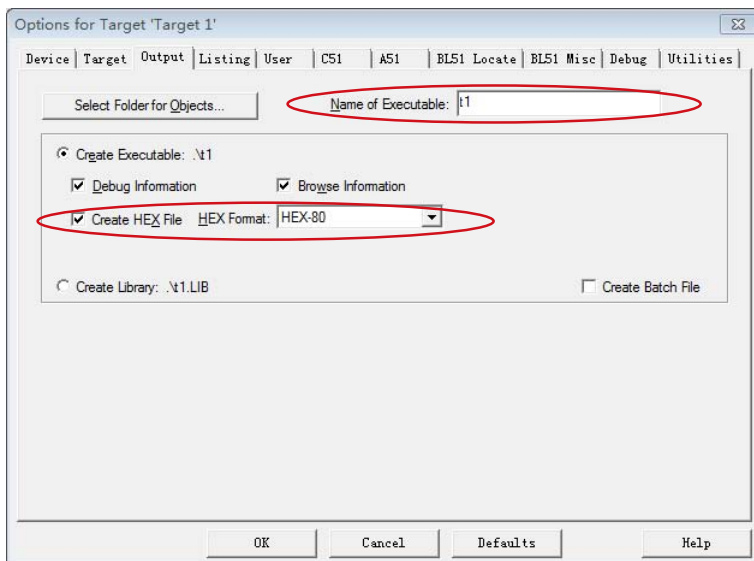 Options for Target 'Target 1'
Device Target Output Listing User C51 A51 BL51 Locate BL51 Misc Debug Utilities
Select Folder for Objects... Name of Executable: t1
Create Executable: .\t1
Debug Information Browse Information
Create HEX File HEX Format: HEX-80
Create Library: .\t1.LIB Create Batch File
OK Cancel Defaults Help